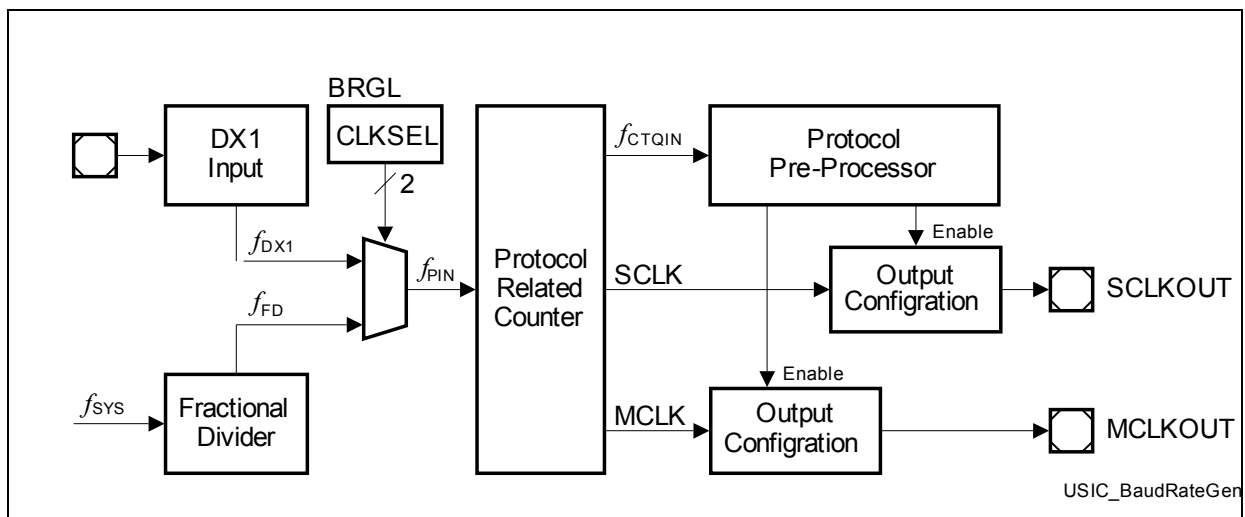 BRGL
DX1
Input
CLKSEL
2
fCTQIN
Protocol
Pre-Processor
fDX1
fPIN
Enable
Protocol
Related
Counter
SCLK
Output
Configration
SCLKOUT
fFD
fSYS
Fractional
Divider
Enable
MCLK
Output
Configration
MCLKOUT
USIC_BaudRateGen